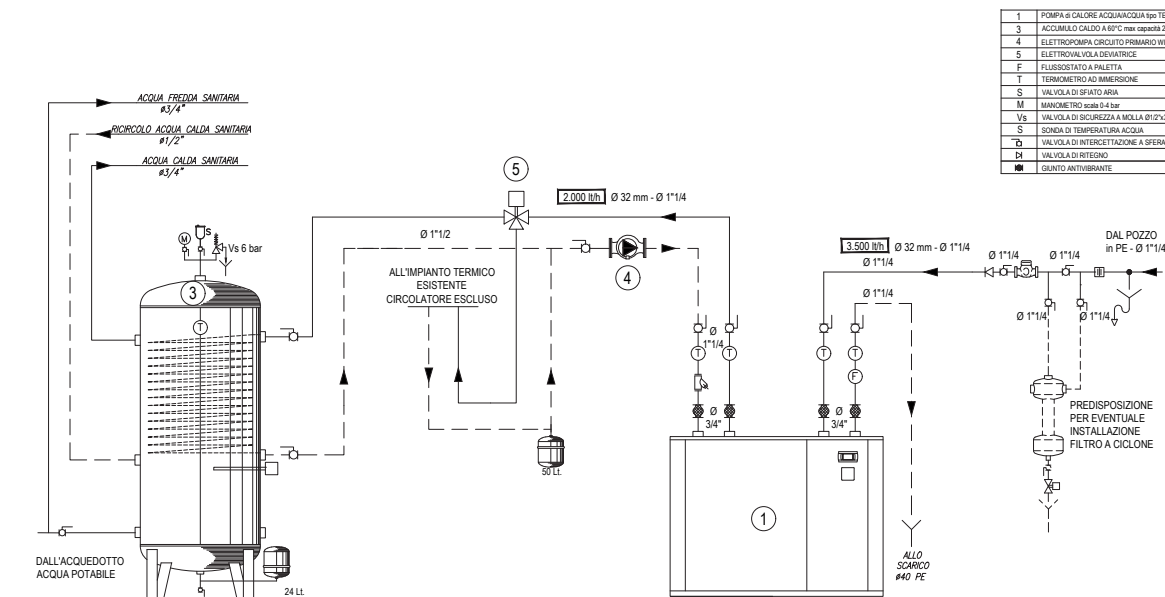 1 POMPA di CALORE ACQUA/ACQUA tipo
3 ACCUMULO CALDO A 60°C max capacità
4 ELETTROPOMPA CIRCUITO PRIMARIO
5 ELETTROVALVOLA DEVIATRICE
F FLUSSOSTATO A PALETTA
T TERMOMETRO AD IMMERSIONE
S VALVOLA DI SFIATO ARIA
M MANOMETRO scala 0-4 bar
Vs VALVOLA DI SICUREZZA A MOLLA Ø1/2"
S SONDA DI TEMPERATURA ACQUA
VALVOLA DI INTERCETTAZIONE A SFERA
VALVOLA DI RITEGNO
GIUNTO ANTIVIBRANTE
ACQUA FREDDA SANITARIA
ø3/4"
RICIRCOLO ACQUA CALDA SANITARIA
ø1/2"
ACQUA CALDA SANITARIA
ø3/4"
5
2.000 lt/h Ø 32 mm - Ø 1"1/4
M
S
Vs 6 bar
3
T
Ø 1"1/2
ALL'IMPIANTO TERMICO
ESISTENTE
CIRCOLATORE ESCLUSO
4
3.500 lt/h Ø 32 mm - Ø 1"1/4
Ø 1"1/4
Ø 1"1/4
DAL POZZO
in PE - Ø 1"1/4
Ø 1"1/4
Ø 1"1/4
Ø 1"1/4
Ø 1"1/4
Ø
1"1/4
T
T
T
T
F
Ø
3/4"
Ø
3/4"
PREDISPOSIZIONE
PER EVENTUALE
INSTALLAZIONE
FILTRO A CICLONE
50 Lt.
1
ALLO
SCARICO
ø40 PE
DALL'ACQUEDOTTO
ACQUA POTABILE
24 Lt.